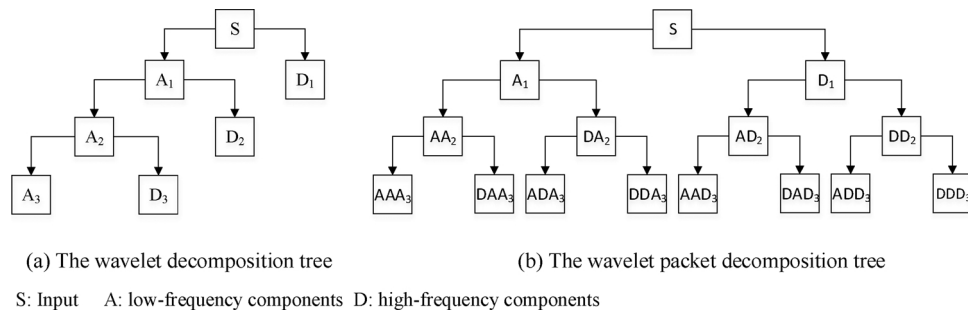 S
A₁ D₁
A₂ D₂
A₃ D₃
S
A₁ D₁
AA₂ DA₂ AD₂ DD₂
AAA₃ DAA₃ ADA₃ DDA₃ AAD₃ DAD₃ ADD₃ DDD₃
(a) The wavelet decomposition tree
(b) The wavelet packet decomposition tree
S: Input A: low-frequency components D: high-frequency components